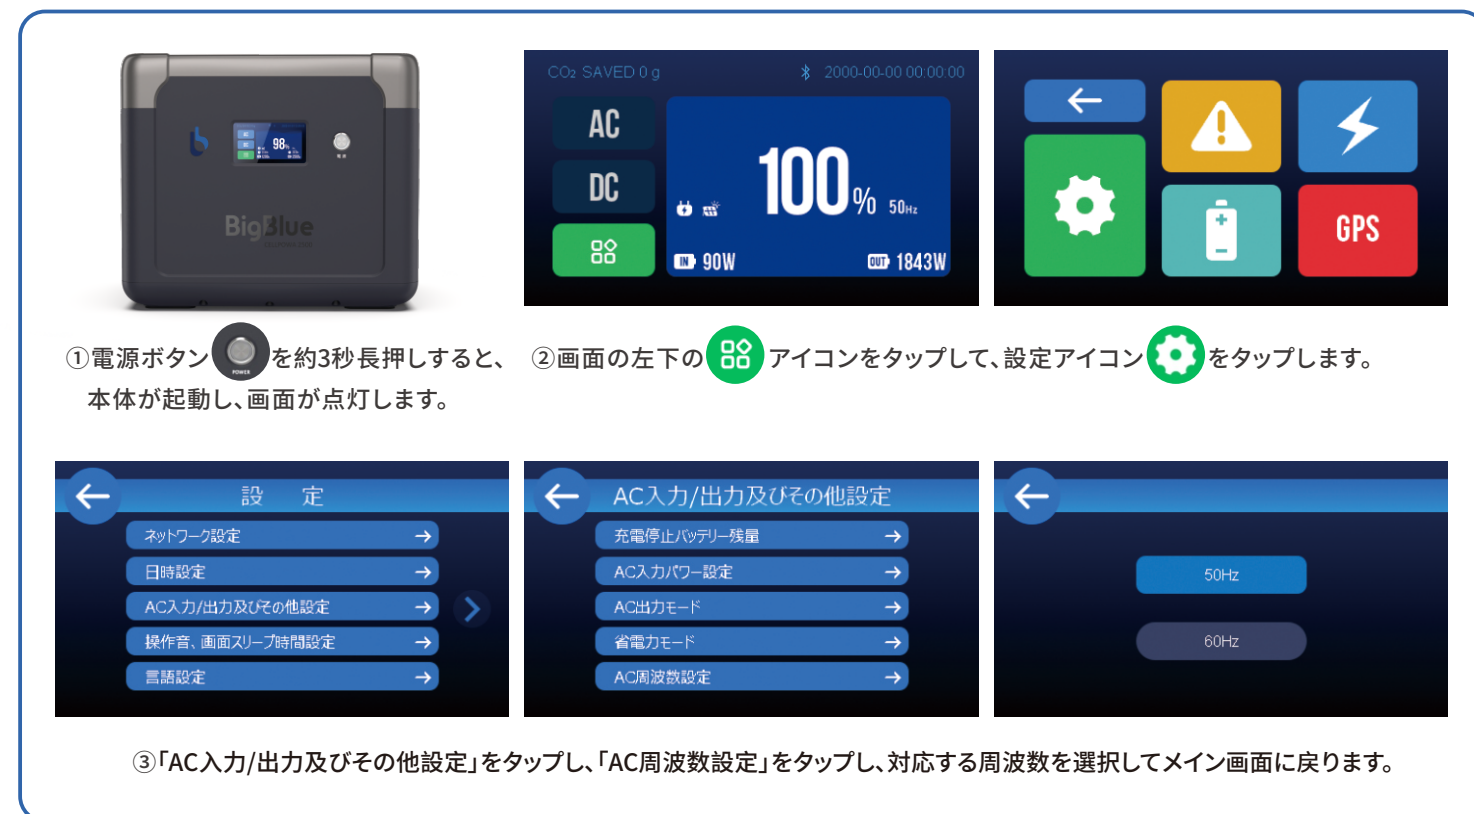 98%
BigBlue
CO₂ SAVED 0 g
2000-00-00 00:00:00
AC
DC
100%
50Hz
IN 90W
OUT 1843W
GPS
①電源ボタン POWER を約3秒長押しすると、
本体が起動し、画面が点灯します。
②画面の左下の アイコンをタップして、設定アイコン をタップします。
設 定
ネットワーク設定
日時設定
AC入力/出力及びその他設定
操作音、画面スリープ時間設定
言語設定
AC入力/出力及びその他設定
充電停止バッテリー残量
AC入力パワー設定
AC出力モード
省電力モード
AC周波数設定
50Hz
60Hz
③「AC入力/出力及びその他設定」をタップし、「AC周波数設定」をタップし、対応する周波数を選択してメイン画面に戻ります。